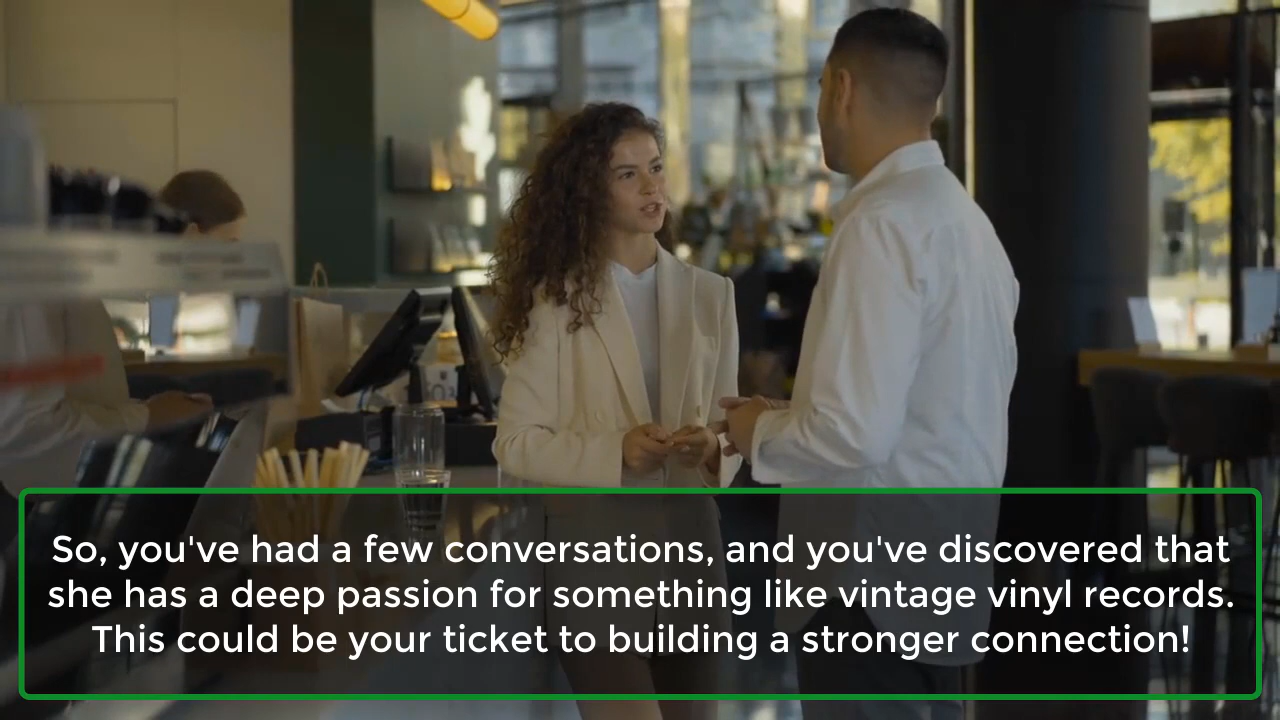 So, you've had a few conversations, and you've discovered that
she has a deep passion for something like vintage vinyl records.
This could be your ticket to building a stronger connection!